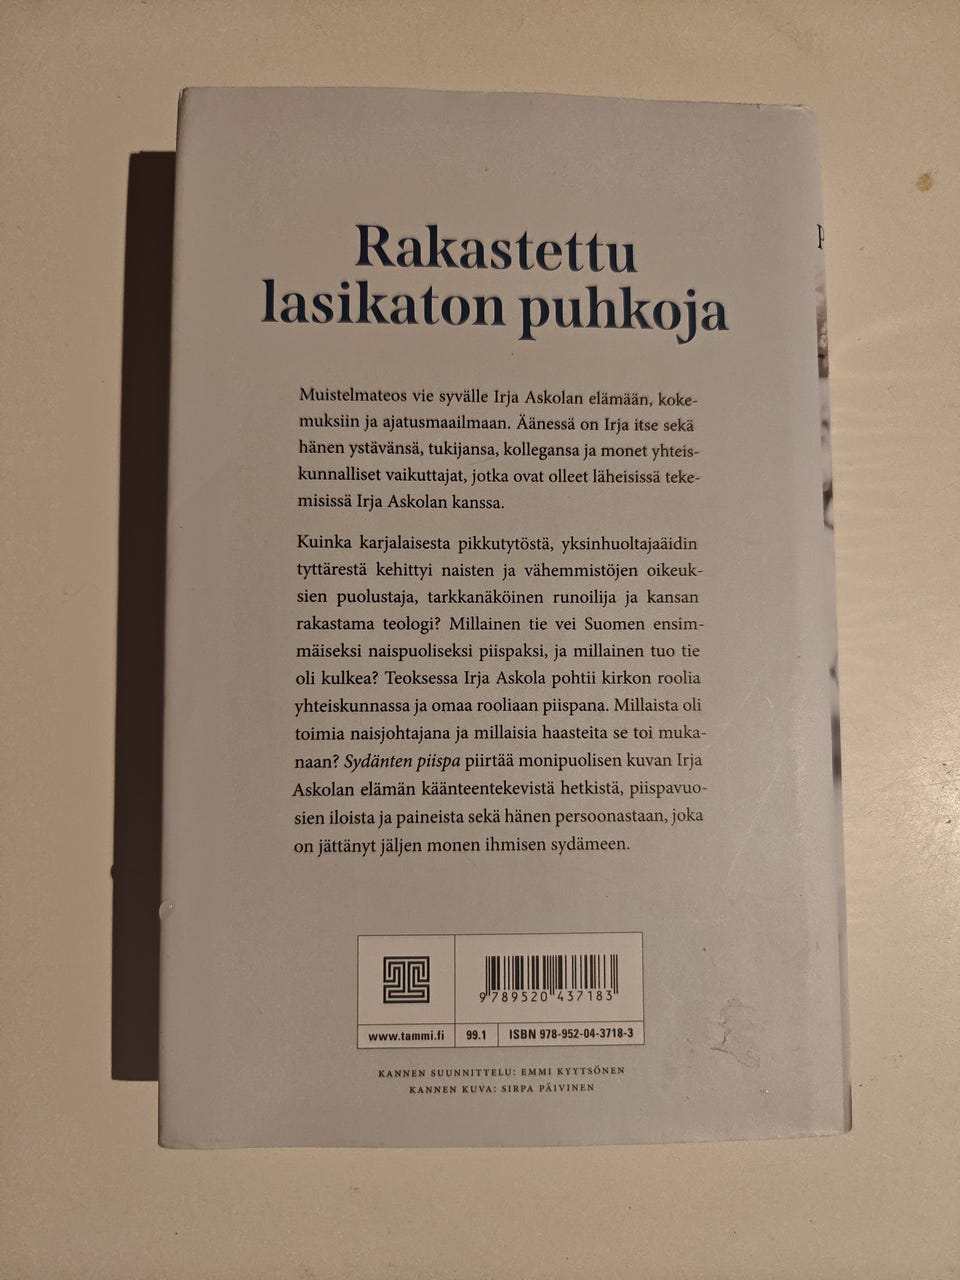 Rakastettu
lasikaton puhkoja
Muistelmateos vie syvälle Irja Askolan elämään, koke-
muksiin ja ajatusmaailmaan. Äänessä on Irja itse sekä
hänen ystävänsä, tukijansa, kollegansa ja monet yhteis-
kunnalliset vaikuttajat, jotka ovat olleet läheisissä teke-
misissä Irja Askolan kanssa.
Kuinka karjalaisesta pikkutytöstä, yksinhuoltajaäidin
tyttärestä kehittyi naisten ja vähemmistöjen oikeuk-
sien puolustaja, tarkkanäköinen runoilija ja kansan
rakastama teologi? Millainen tie vei Suomen ensim-
mäiseksi naispuoliseksi piispaksi, ja millainen tuo tie
oli kulkea? Teoksessa Irja Askola pohtii kirkon roolia
yhteiskunnassa ja omaa rooliaan piispana. Millaista oli
toimia naisjohtajana ja millaisia haasteita se toi muka-
naan? Sydänten piispa piirtää monipuolisen kuvan Irja
Askolan elämän käänteentekevistä hetkistä, piispavuo-
sien iloista ja paineista sekä hänen persoonastaan, joka
on jättänyt jäljen monen ihmisen sydämeen.
9 789520 437183
www.tammi.fi 99.1 ISBN 978-952-04-3718-3
KANNEN SUUNNITTELU: EMMI KYYTSÖNEN
KANNEN KUVA: SIRPA PÄIVINEN